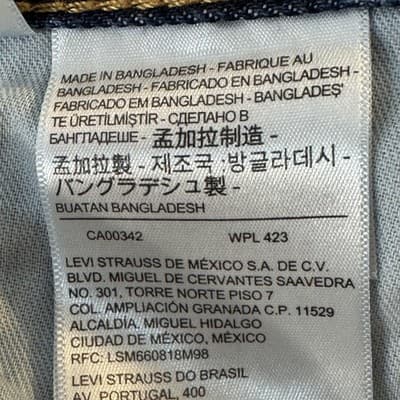 MADE IN BANGLADESH - FABRIQUE AU
BANGLADESH - FABRICADO EN BANGLADESH -
FABRICADO EM BANGLADESH - BANGLADEŞ'
TE ÜRETİLMİŞTİR - СДЕЛАНО В
БАНГЛАДЕШЕ - 孟加拉制造 -
孟加拉製 - 제조국 :방글라데시 -
バングラデシュ製 -
BUATAN BANGLADESH
CA00342 WPL 423
LEVI STRAUSS DE MÉXICO S.A. DE C.V.
BLVD. MIGUEL DE CERVANTES SAAVEDRA
NO. 301, TORRE NORTE PISO 7
COL. AMPLIACIÓN GRANADA C.P. 11529
ALCALDÍA. MIGUEL HIDALGO
CIUDAD DE MÉXICO, MÉXICO
RFC: LSM660818M98
LEVI STRAUSS DO BRASIL
AV. PORTUGAL, 400